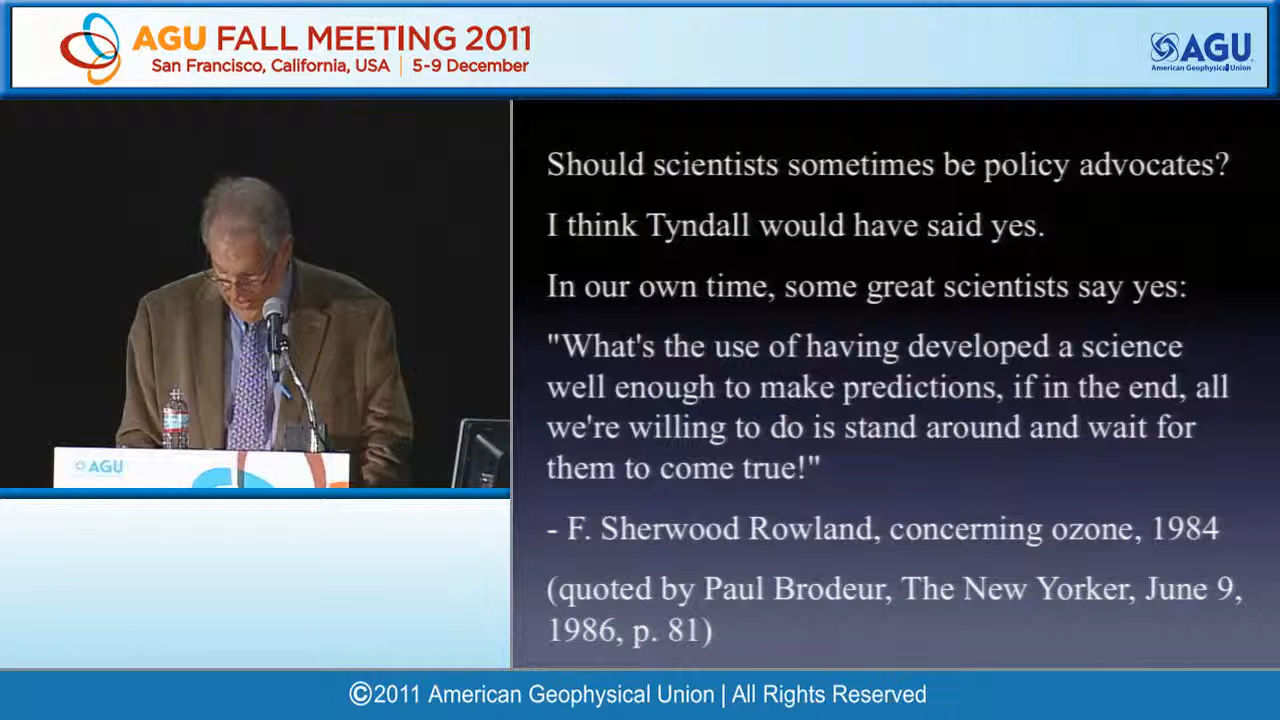 AGU FALL MEETING 2011
San Francisco, California, USA | 5-9 December
AGU
American Geophysical Union
Should scientists sometimes be policy advocates?
I think Tyndall would have said yes.
In our own time, some great scientists say yes:
"What's the use of having developed a science
well enough to make predictions, if in the end, all
we're willing to do is stand around and wait for
them to come true!"
- F. Sherwood Rowland, concerning ozone, 1984
(quoted by Paul Brodeur, The New Yorker, June 9,
1986, p. 81)
AGU
©2011 American Geophysical Union | All Rights Reserved